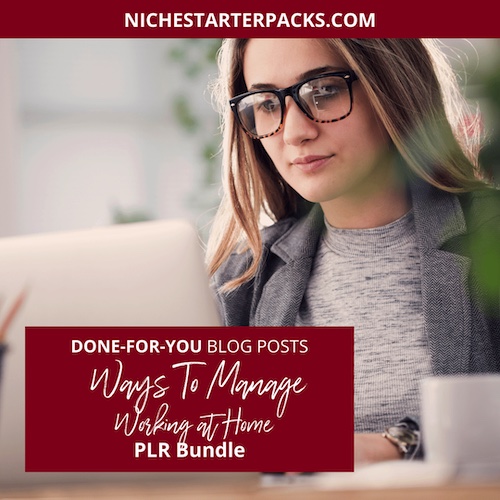 NICHESTARTERPACKS.COM
DONE-FOR-YOU BLOG POSTS
Ways To Manage
Working at Home
PLR Bundle